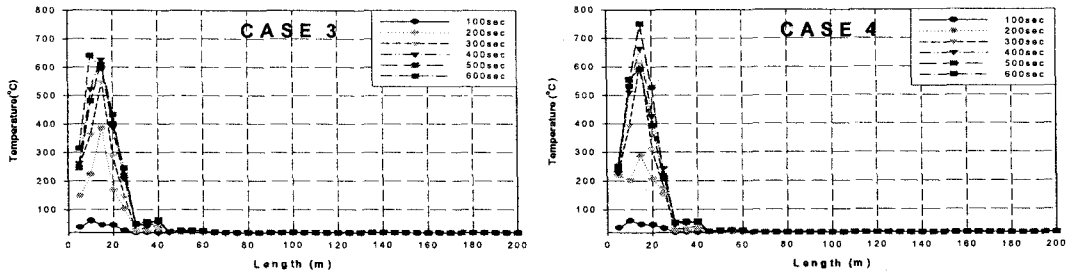 CASE 3
100sec
200sec
300sec
400sec
500sec
600sec
Temperature(°C)
800
700
600
500
400
300
200
100
0 20 40 60 80 100 120 140 160 180 200
Length (m)
CASE 4
100sec
200sec
300sec
400sec
500sec
600sec
Temperature(°C)
800
700
600
500
400
300
200
100
0 20 40 60 80 100 120 140 160 180 200
Length (m)